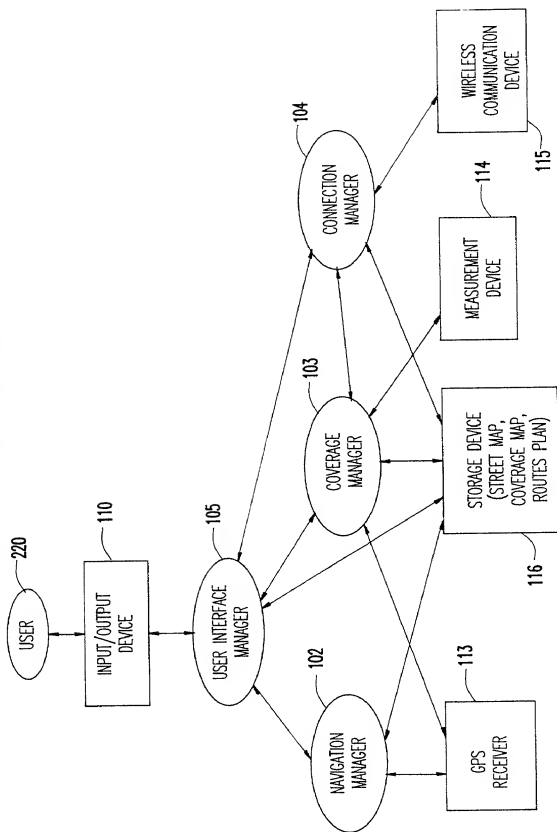 220
USER
110
INPUT/OUTPUT
DEVICE
105
USER INTERFACE
MANAGER
104
CONNECTION
MANAGER
103
COVERAGE
MANAGER
102
NAVIGATION
MANAGER
WIRELESS
COMMUNICATION
DEVICE
115
114
MEASUREMENT
DEVICE
STORAGE DEVICE
(STREET MAP,
COVERAGE MAP,
ROUTES PLAN)
116
113
GPS
RECEIVER